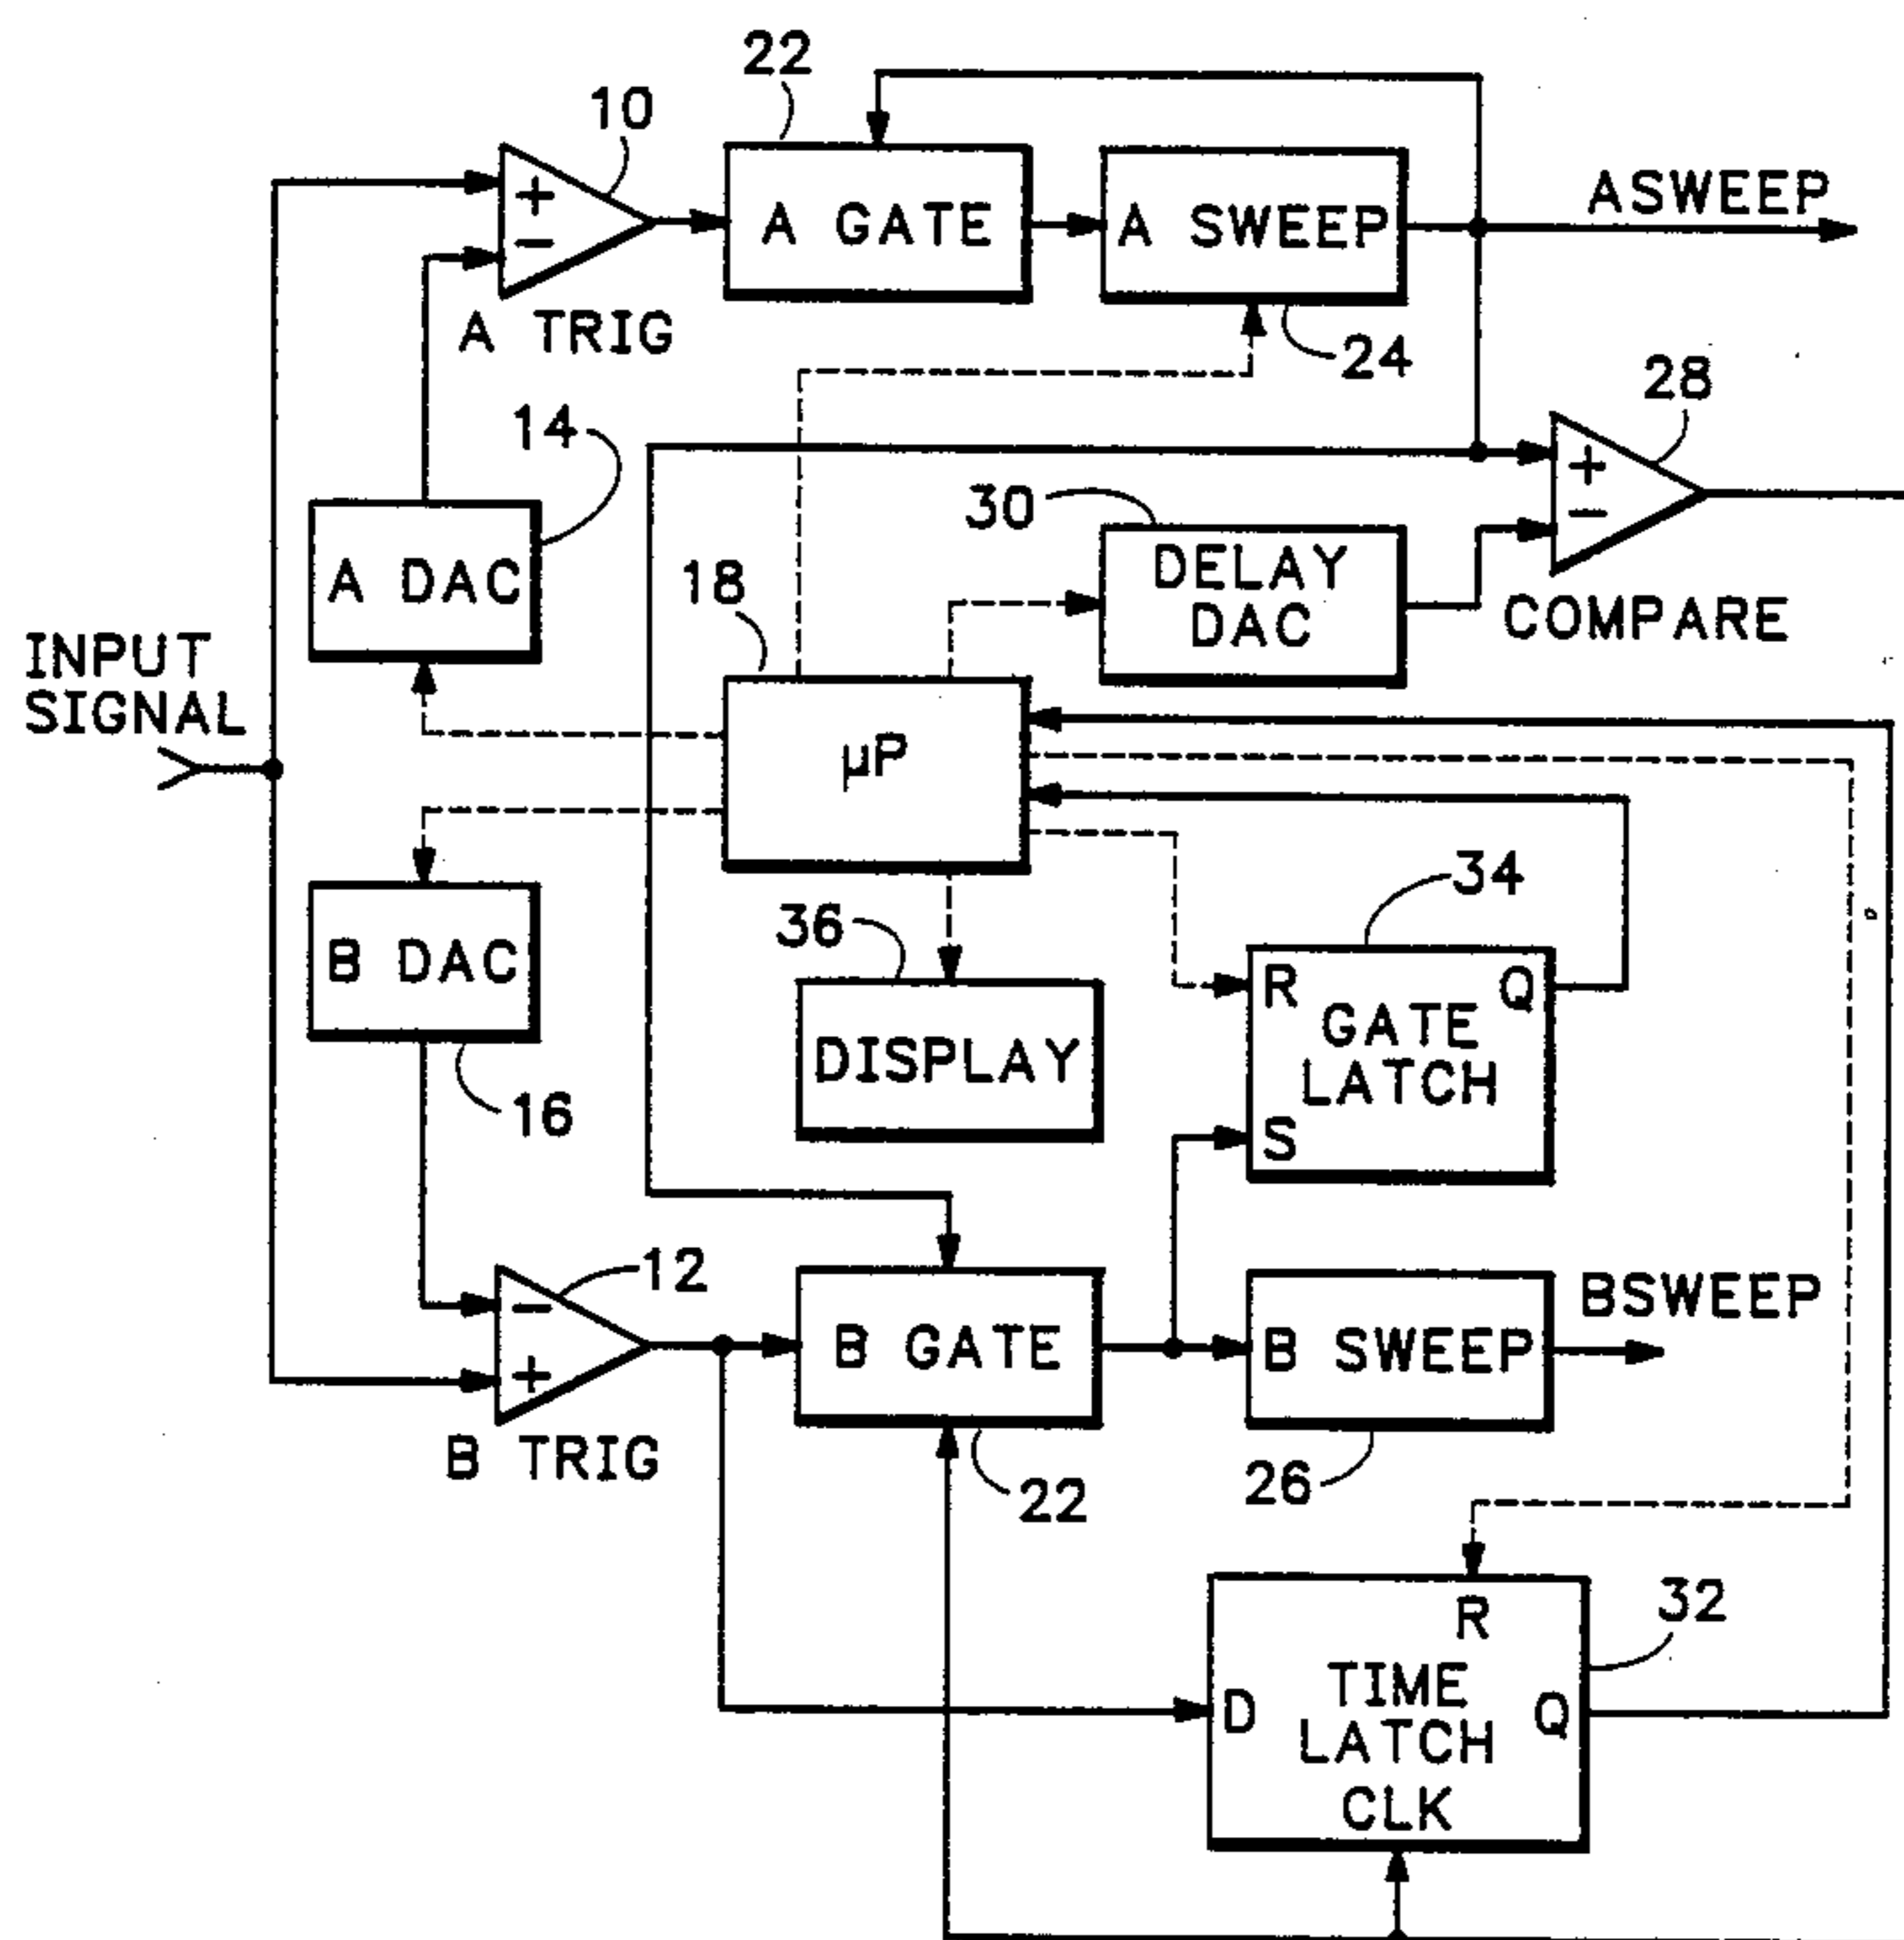 22
10
+
−
A GATE
A SWEEP
ASWEEP
A TRIG
24
28
14
+
−
30
A DAC
DELAY
DAC
18
COMPARE
INPUT
SIGNAL
µP
34
36
B DAC
R
Q
GATE
LATCH
DISPLAY
S
16
12
−
+
B GATE
B SWEEP
BSWEEP
B TRIG
22
26
32
R
TIME
D
Q
LATCH
CLK